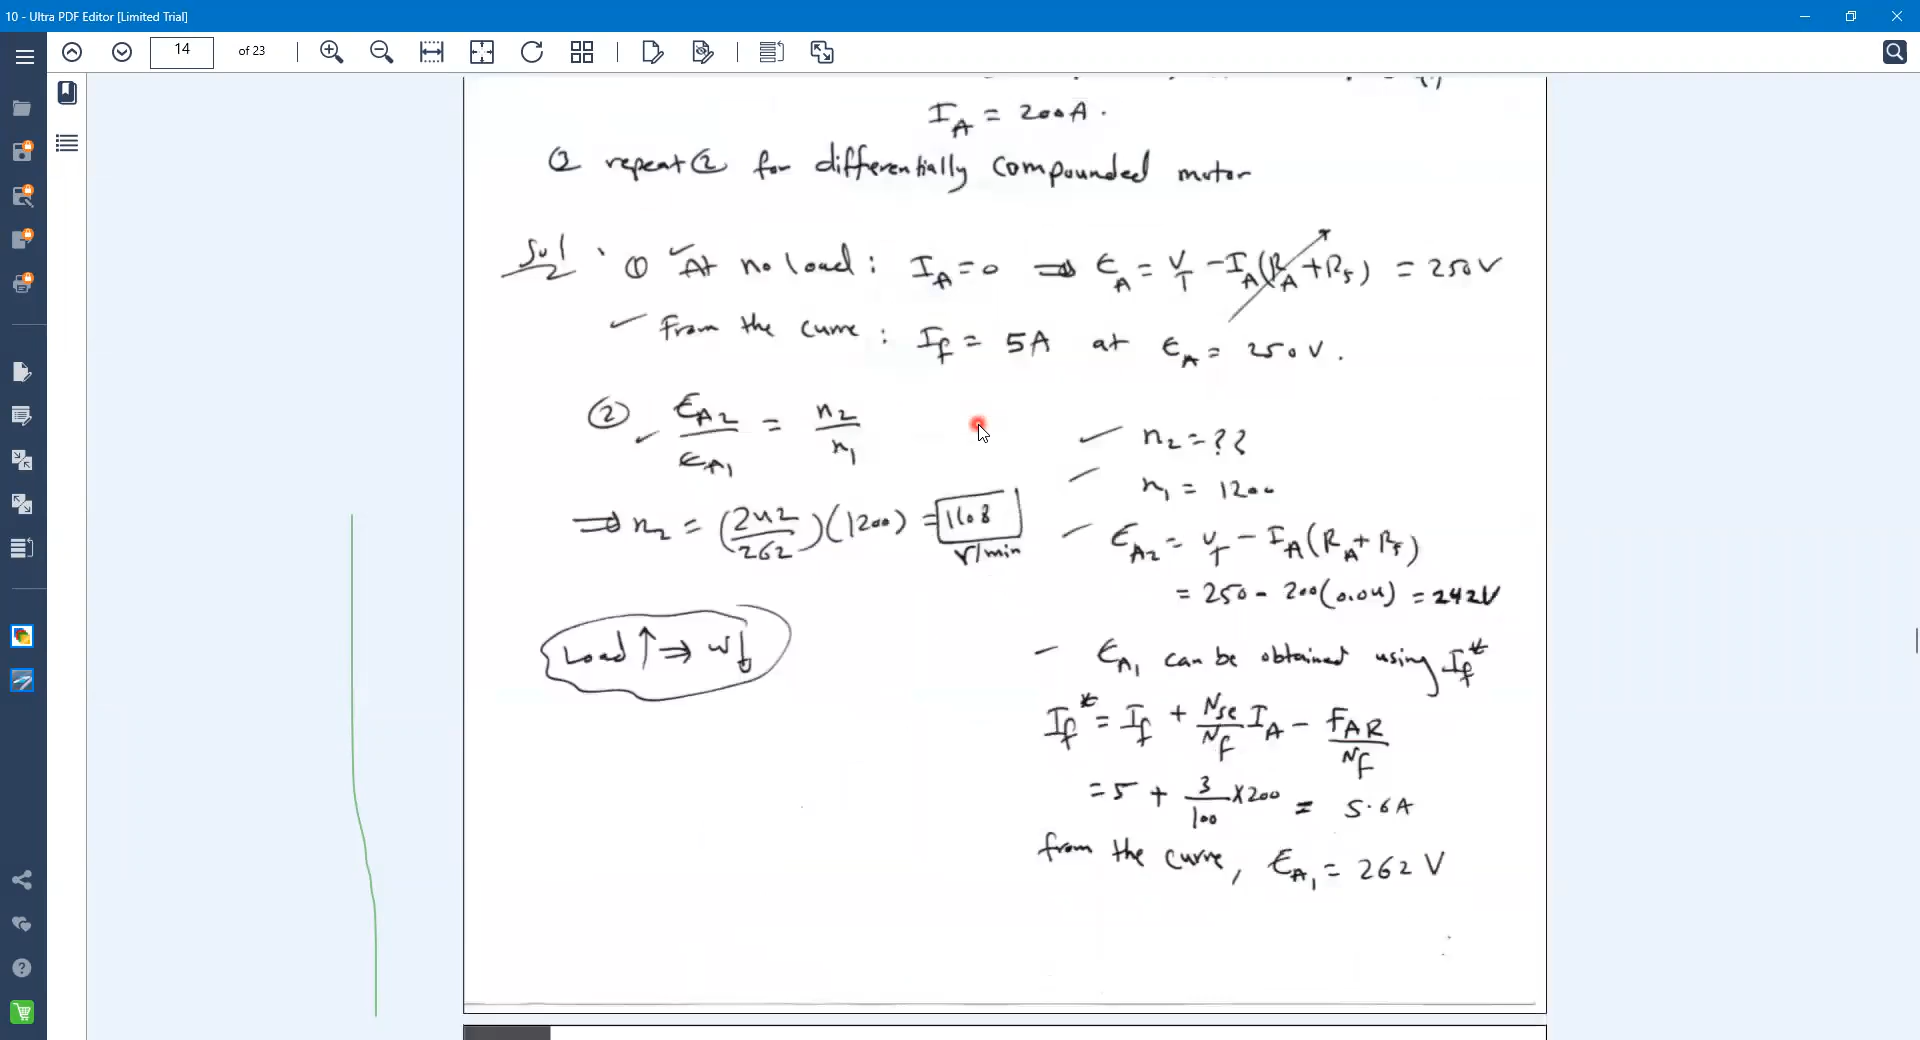 10 - Ultra PDF Editor [Limited Trial]
14 of 23
I_A = 200A.
② repeat ② for differentially compounded motor
Sol: ① ✓ At no load: I_A = 0 ⇒ E_A = V_T - I_A(R_A + R_s) = 250V
✓ From the curve: I_f = 5A at E_A = 250V.
② ✓ E_A2 / E_A1 = n_2 / n_1
⇒ n_2 = (242/262)(1200) = 1108 r/min
Load ↑ ⇒ w↓
✓ n_2 = ??
n_1 = 1200
E_A2 = V_T - I_A(R_A + R_s)
= 250 - 200(0.04) = 242V
- E_A1 can be obtained using I_f*
I_f* = I_f + N_se/N_f I_A - F_AR/N_f
= 5 + 3/100 × 200 = 5.6A
from the curve, E_A1 = 262 V